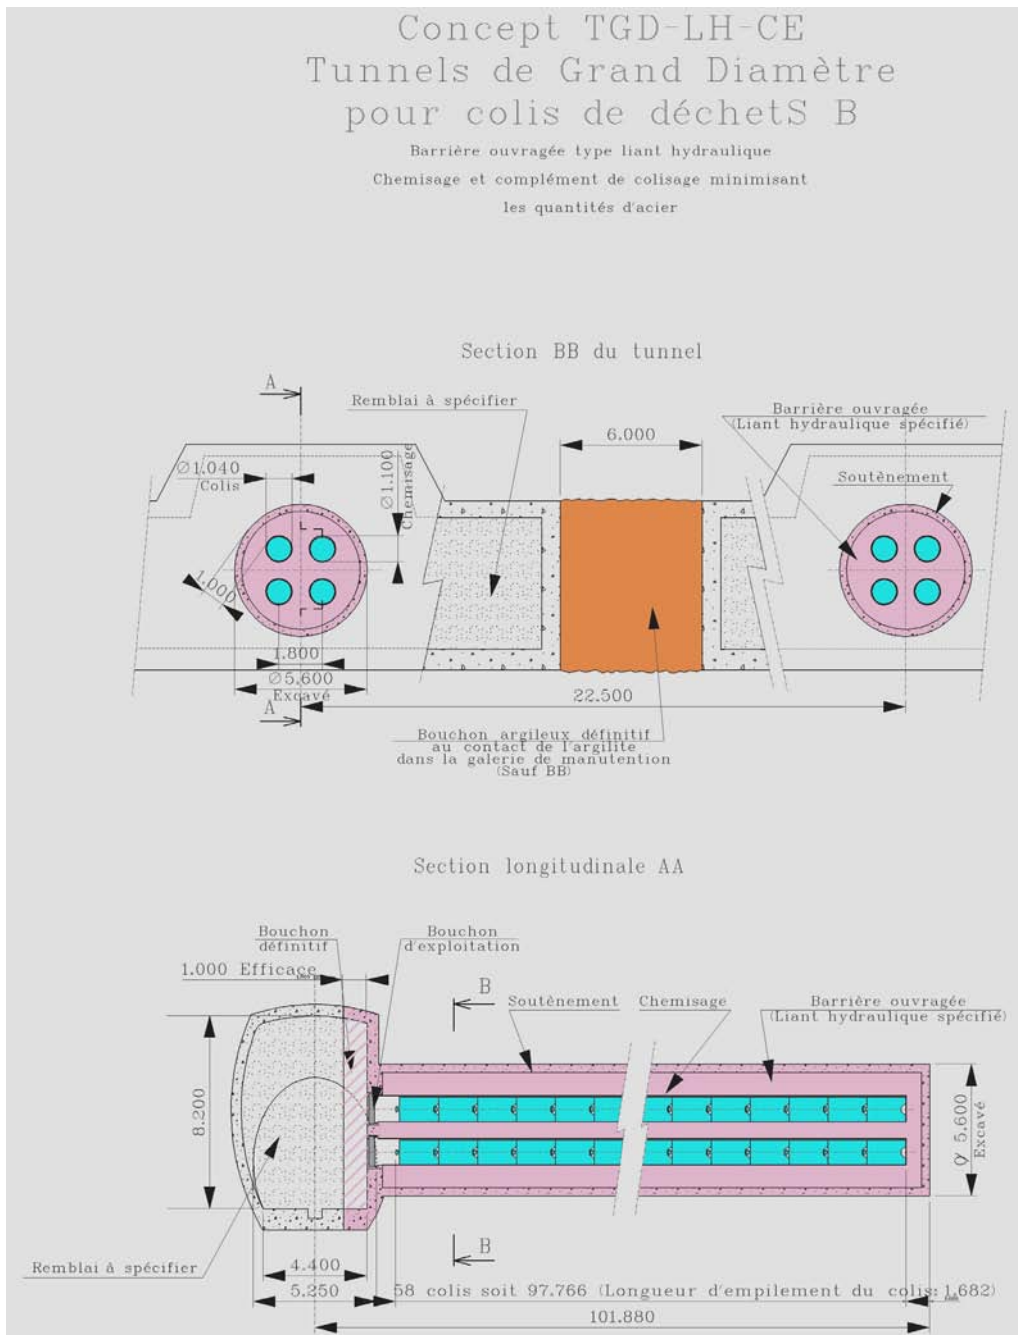 Concept TGD-LH-CE
Tunnels de Grand Diamètre
pour colis de déchetS B
Barrière ouvragée type liant hydraulique
Chemisage et complément de colisage minimisant
les quantités d'acier
Section BB du tunnel
A
Remblai à spécifier
6.000
Barrière ouvragée
(Liant hydraulique spécifié)
Ø1.040
Colis
Ø1.100
Chemisage
Soutènement
1.000
1.800
Ø5.600
Excavé
A
22.500
Bouchon argileux définitif
au contact de l'argilite
dans la galerie de manutention
(Sauf BB)
Section longitudinale AA
Bouchon
définitif
Bouchon
d'exploitation
1.000 Efficace
B
Soutènement
Chemisage
Barrière ouvragée
(Liant hydraulique spécifié)
8.200
Ø 5.600
Excavé
B
Remblai à spécifier
4.400
5.250
58 colis soit 97.766 (Longueur d'empilement du colis: 1.682)
101.880